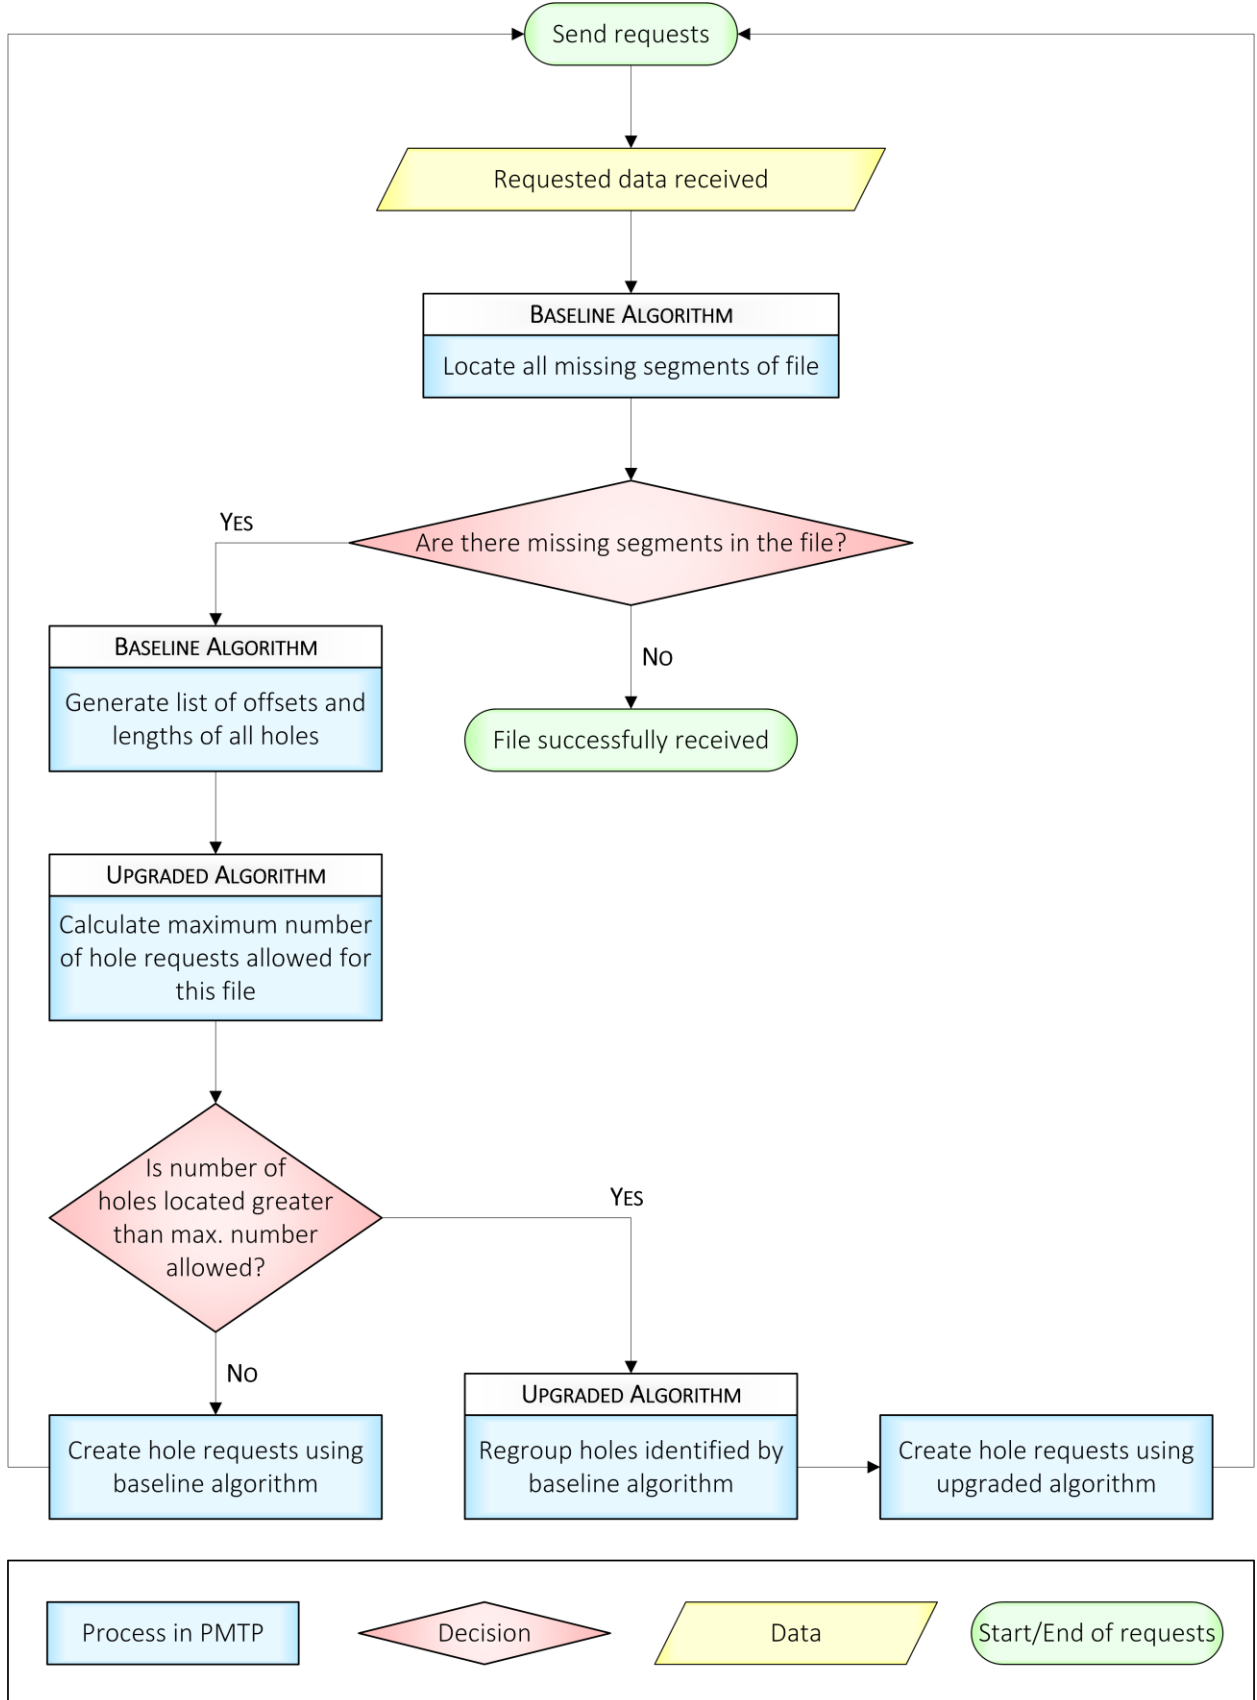 Send requests
Requested data received
BASELINE ALGORITHM
Locate all missing segments of file
Are there missing segments in the file?
YES
NO
BASELINE ALGORITHM
Generate list of offsets and
lengths of all holes
File successfully received
UPGRADED ALGORITHM
Calculate maximum number
of hole requests allowed for
this file
Is number of
holes located greater
than max. number
allowed?
YES
NO
Create hole requests using
baseline algorithm
UPGRADED ALGORITHM
Regroup holes identified by
baseline algorithm
Create hole requests using
upgraded algorithm
Process in PMTP
Decision
Data
Start/End of requests